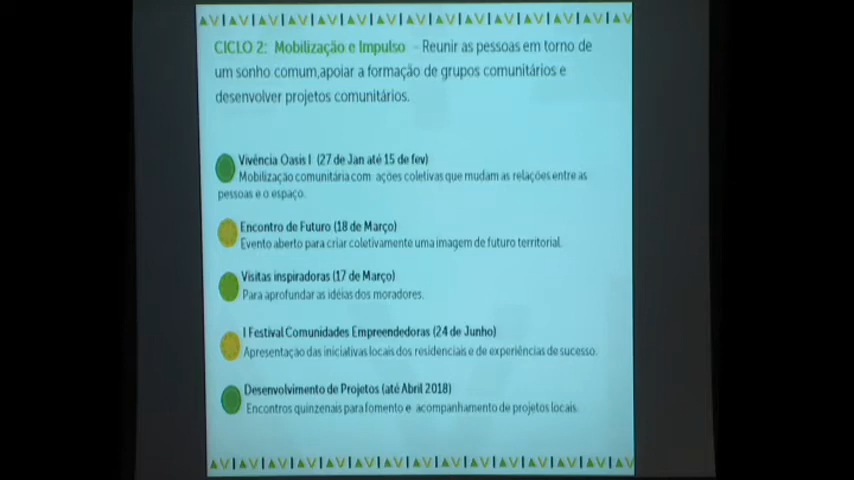 CICLO 2: Mobilização e Impulso - Reunir as pessoas em torno de
um sonho comum,apoiar a formação de grupos comunitários e
desenvolver projetos comunitários.
Vivência Oasis I (27 de Jan até 15 de fev)
Mobilização comunitária com ações coletivas que mudam as relações entre as
pessoas e o espaço.
Encontro de Futuro (18 de Março)
Evento aberto para criar coletivamente uma imagem de futuro territorial.
Visitas inspiradoras (17 de Março)
Para aprofundar as idéias dos moradores.
I Festival Comunidades Empreendedoras (24 de Junho)
Apresentação das iniciativas locais dos residenciais e de experiências de sucesso.
Desenvolvimento de Projetos (até Abril 2018)
Encontros quinzenais para fomento e acompanhamento de projetos locais.